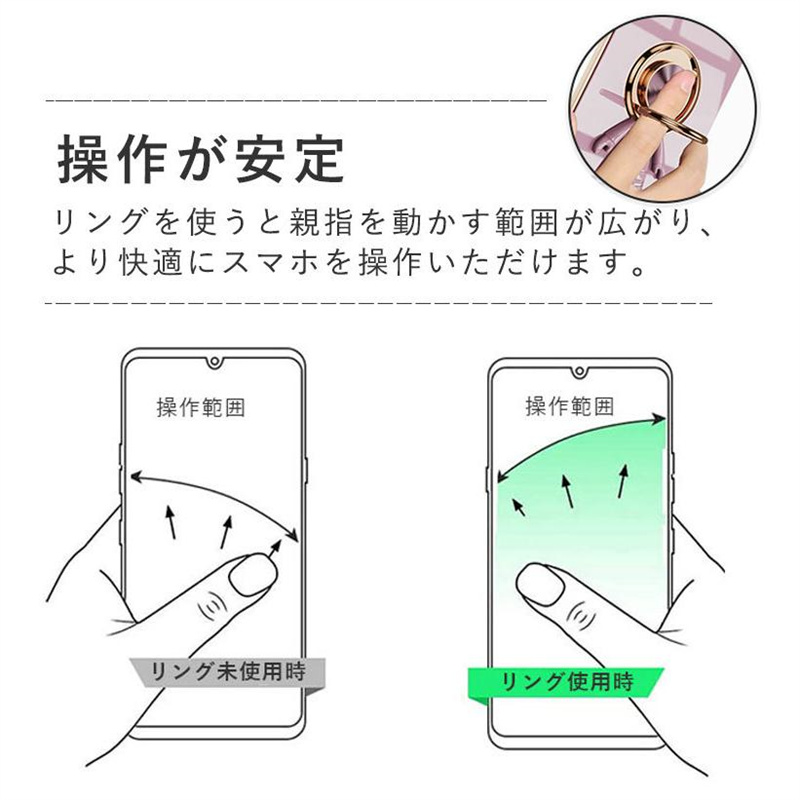 操作が安定
リングを使うと親指を動かす範囲が広がり、
より快適にスマホを操作いただけます。
操作範囲
操作範囲
リング未使用時
リング使用時